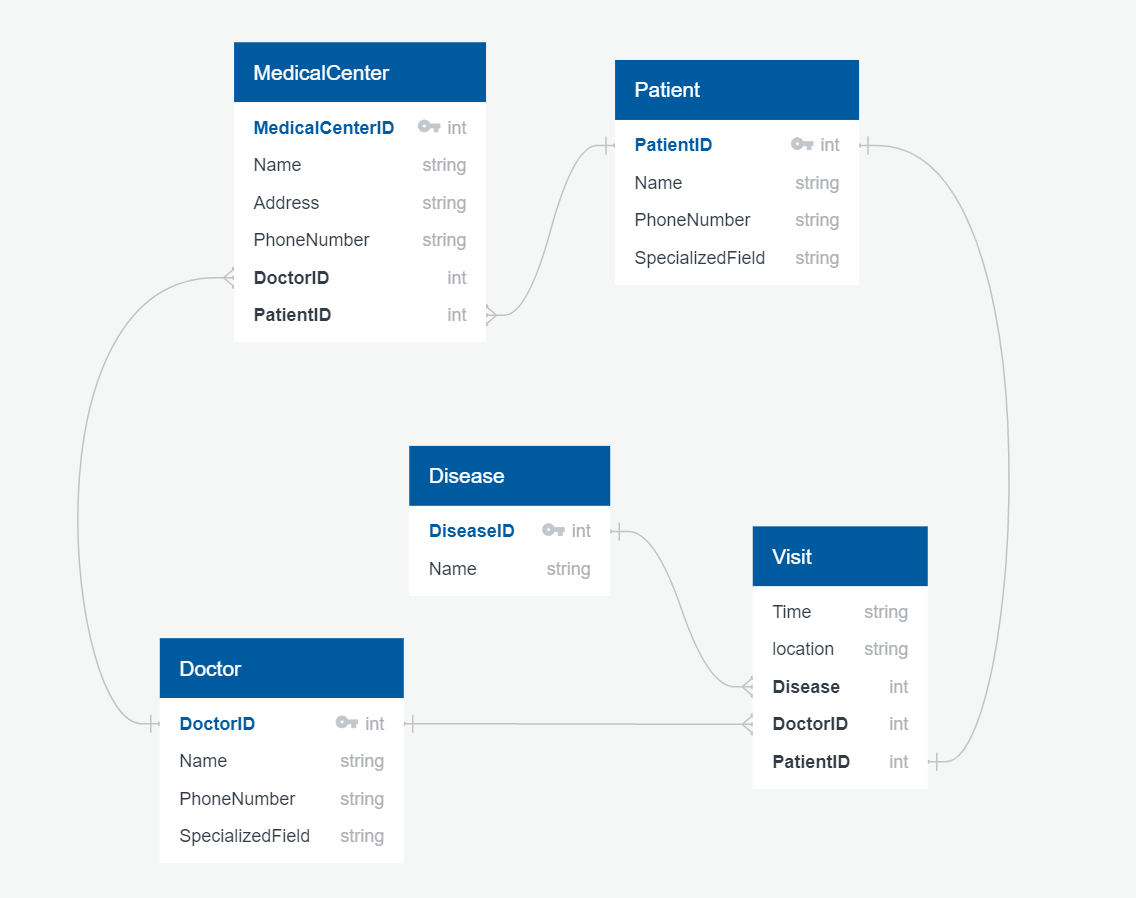 MedicalCenter
MedicalCenterID int
Name string
Address string
PhoneNumber string
DoctorID int
PatientID int
Patient
PatientID int
Name string
PhoneNumber string
SpecializedField string
Disease
DiseaseID int
Name string
Visit
Time string
location string
Disease int
DoctorID int
PatientID int
Doctor
DoctorID int
Name string
PhoneNumber string
SpecializedField string